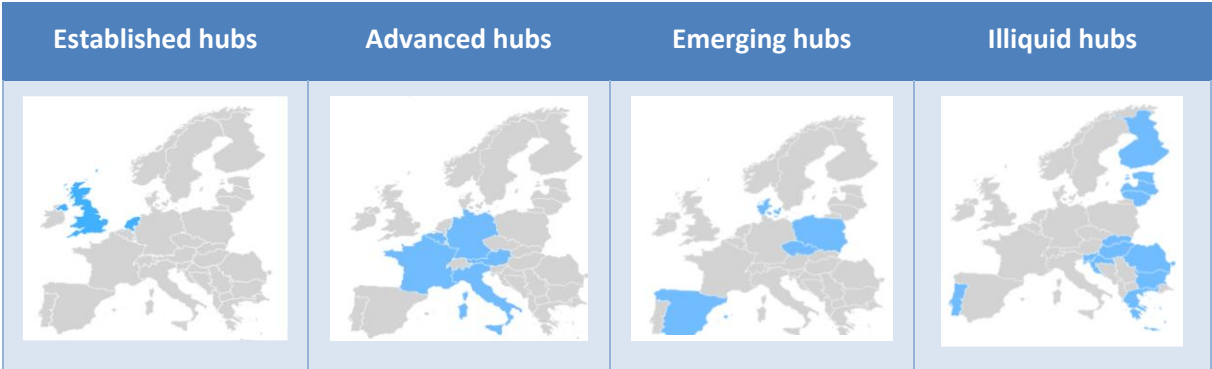 Established hubs
Advanced hubs
Emerging hubs
Illiquid hubs